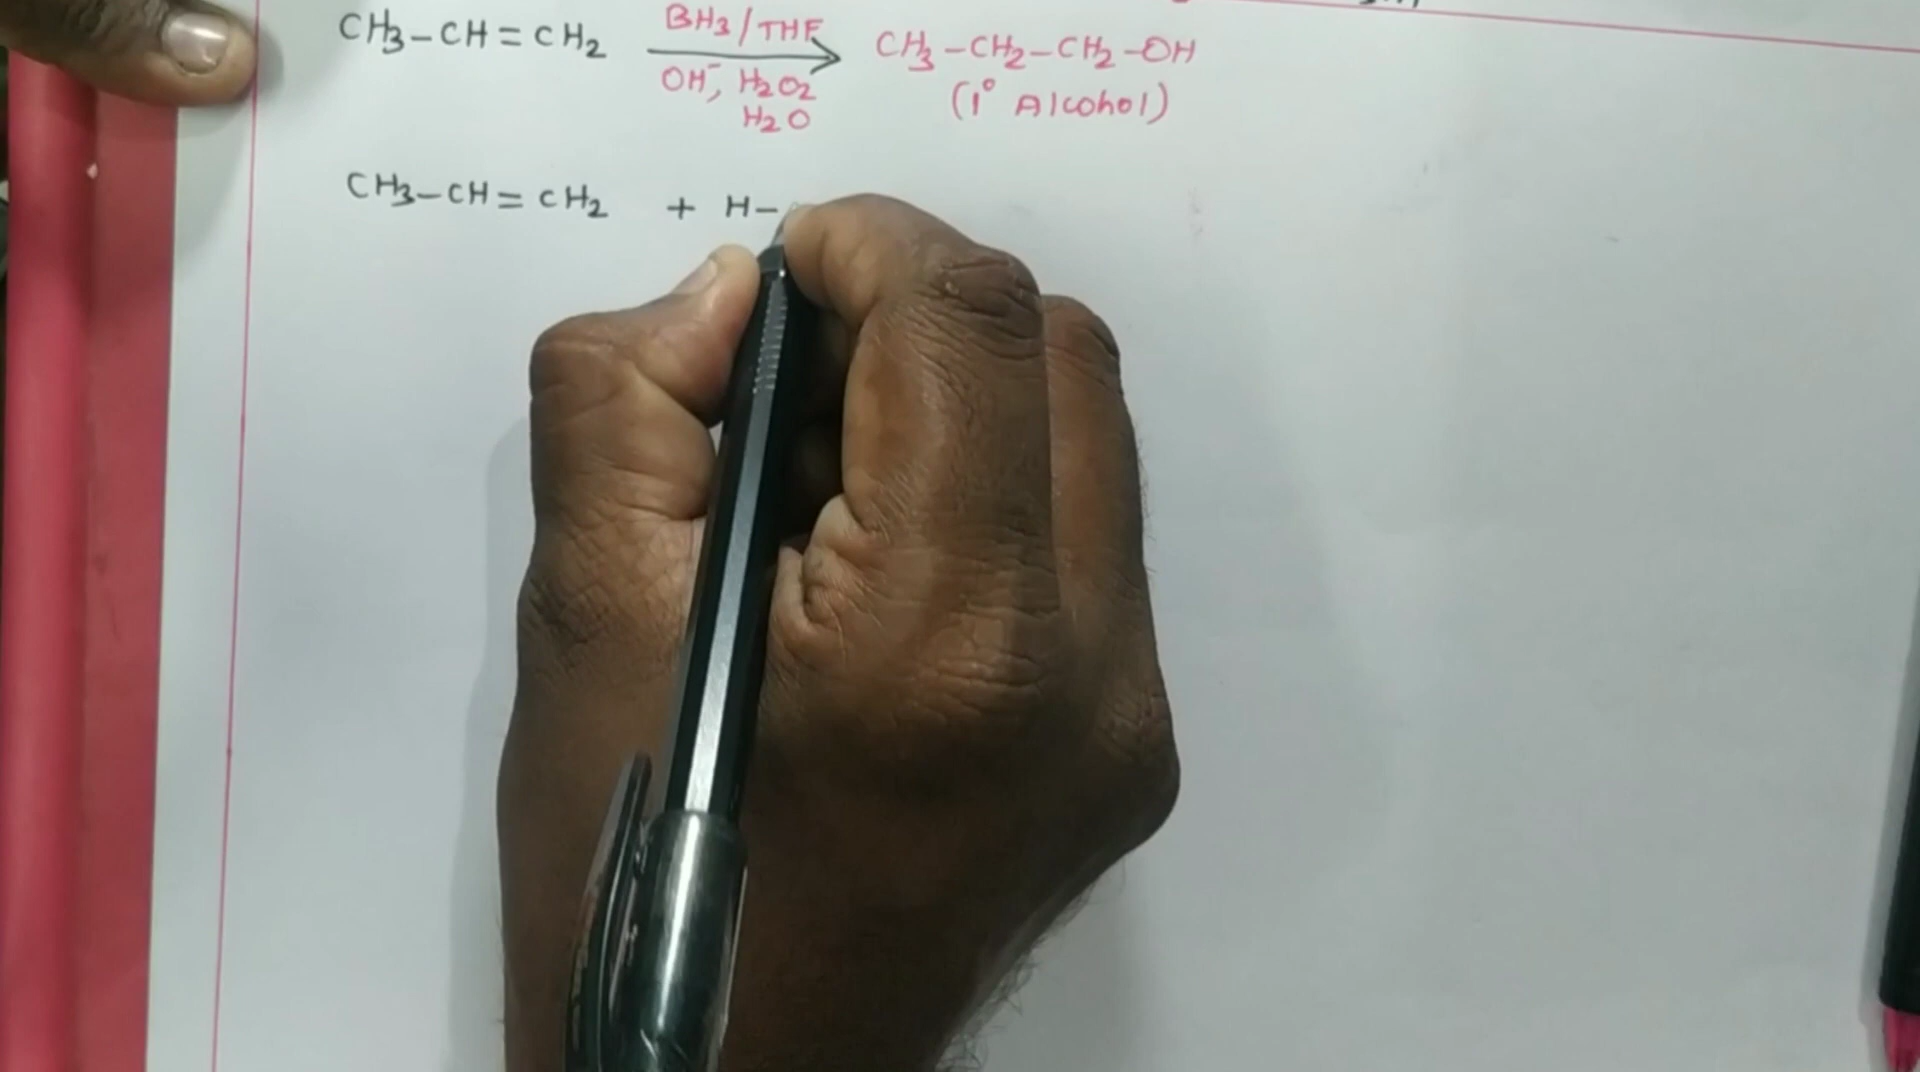 CH3-CH=CH2 BH3/THF CH3-CH2-CH2-OH
OH-, H2O2 (1° Alcohol)
H2O
CH3-CH=CH2 + H-